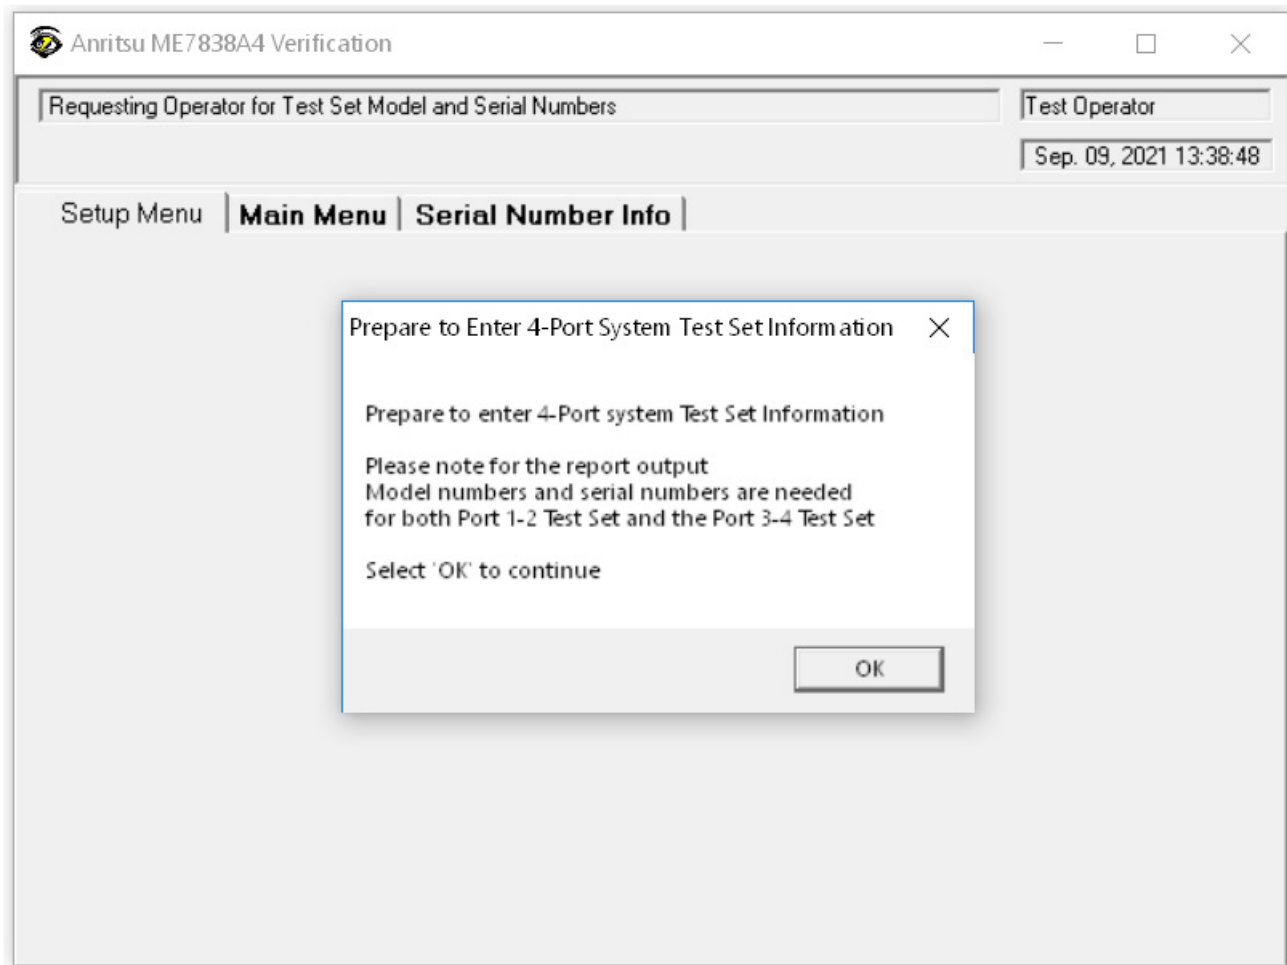 Anritsu ME7838A4 Verification
Requesting Operator for Test Set Model and Serial Numbers
Test Operator
Sep. 09, 2021 13:38:48
Setup Menu
Main Menu
Serial Number Info
Prepare to Enter 4-Port System Test Set Information
Prepare to enter 4-Port system Test Set Information
Please note for the report output
Model numbers and serial numbers are needed
for both Port 1-2 Test Set and the Port 3-4 Test Set
Select 'OK' to continue
OK